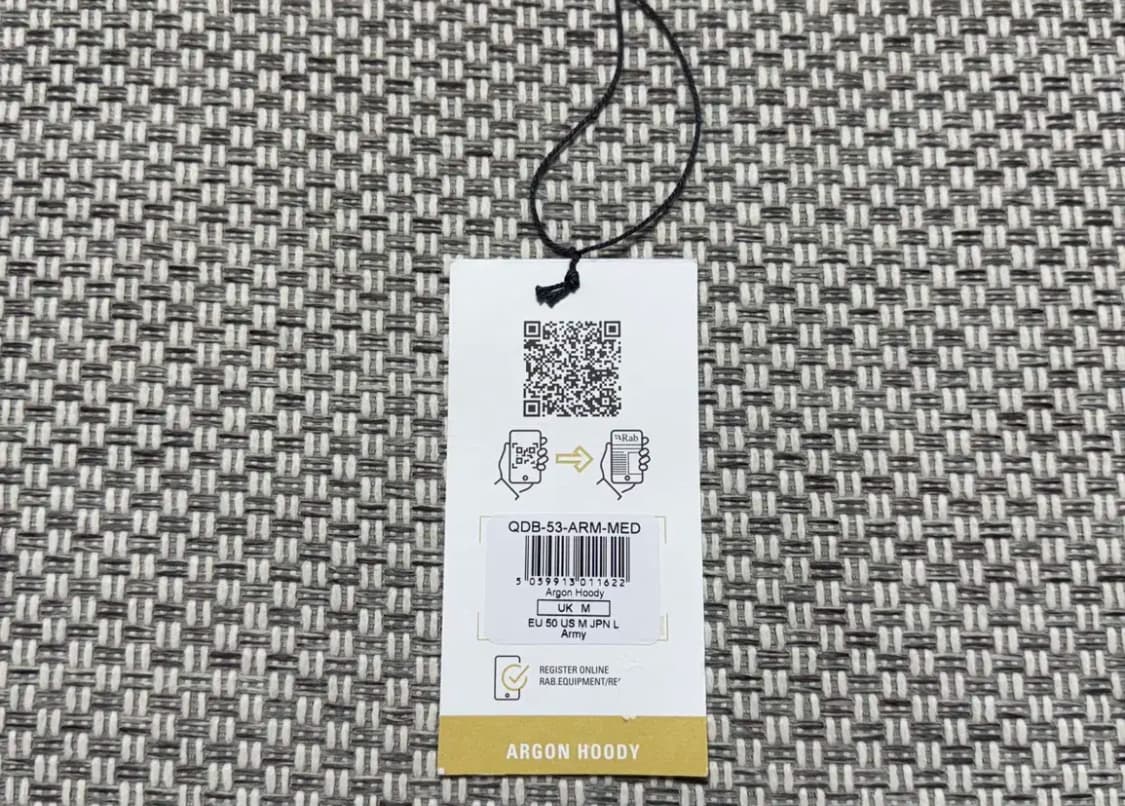 Rab
QDB-53-ARM-MED
5 059913 011622
Argon Hoody
UK M
EU 50 US M JPN L
Army
REGISTER ONLINE
RAB.EQUIPMENT/
ARGON HOODY